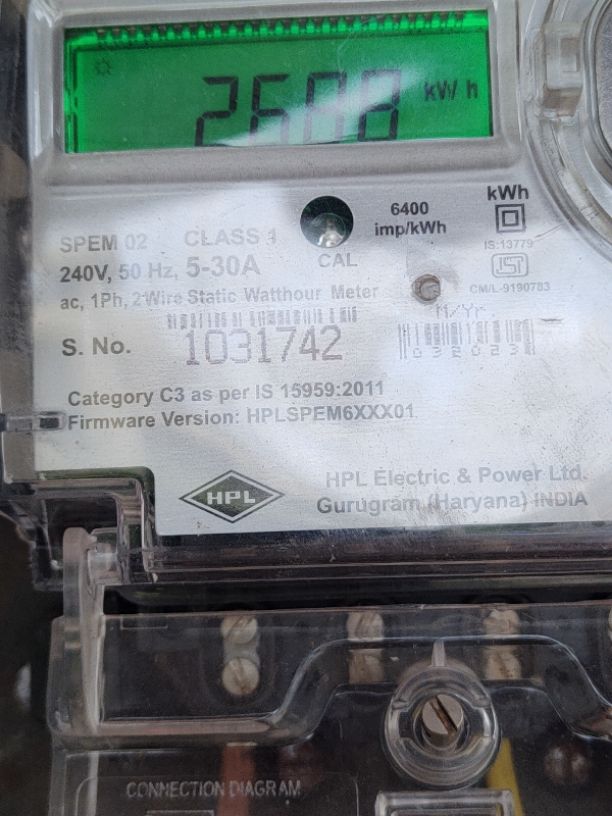 kWh
kWh
6400
imp/kWh
IS:13779
SPEM 02 CLASS 1
CAL
240V, 50 Hz, 5-30A
CM/L-9190783
ac, 1Ph, 2 Wire Static Watthour Meter
M/Yr.
S. No. 1031742
032023
Category C3 as per IS 15959:2011
Firmware Version: HPLSPEM6XXX01
HPL
HPL Electric & Power Ltd.
Gurugram (Haryana) INDIA
CONNECTION DIAGRAM